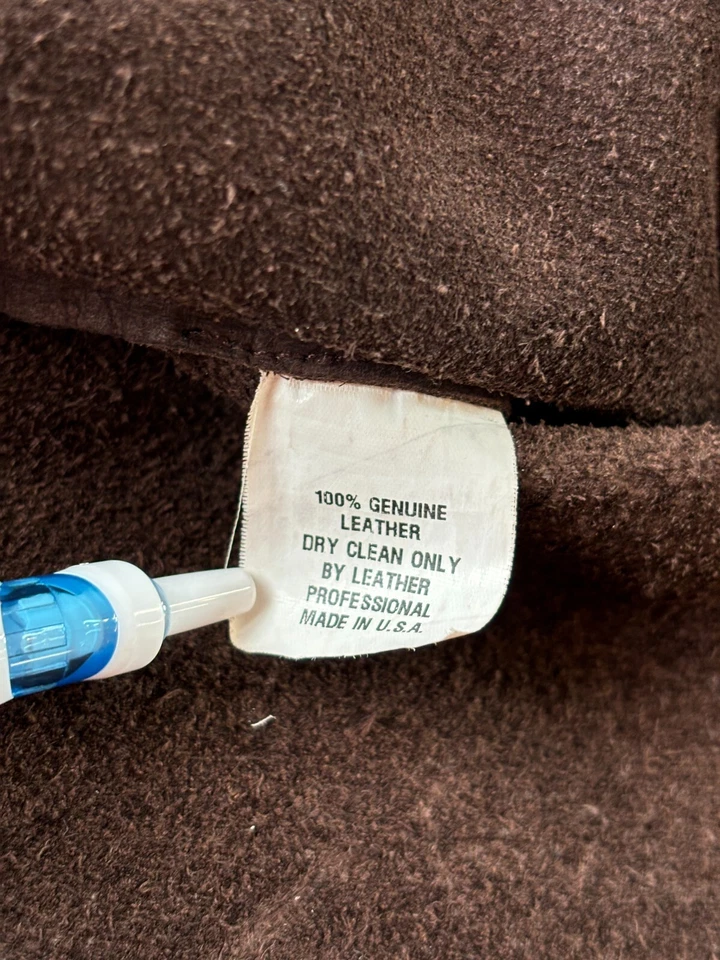 100% GENUINE
LEATHER
DRY CLEAN ONLY
BY LEATHER
PROFESSIONAL
MADE IN U.S.A.